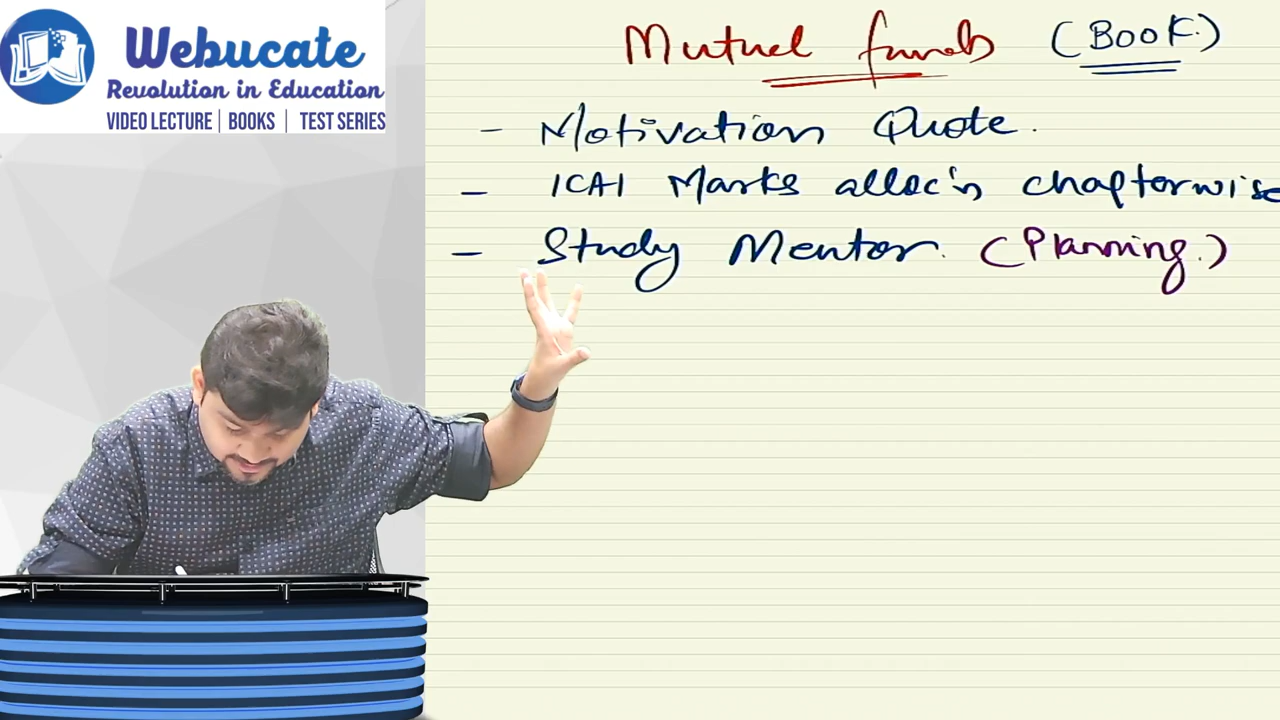 Webucate
Revolution in Education
VIDEO LECTURE | BOOKS | TEST SERIES
Mutual funds (Book)
- Motivation Quote.
- ICAI Marks alloc'n chapterwise
- Study Mentor. (Planning.)